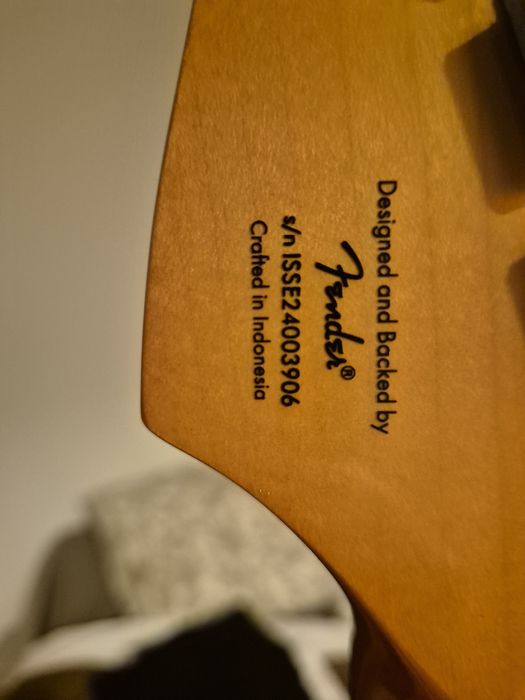 Designed and Backed by
Fender®
s/n ISSE24003906
Crafted in Indonesia